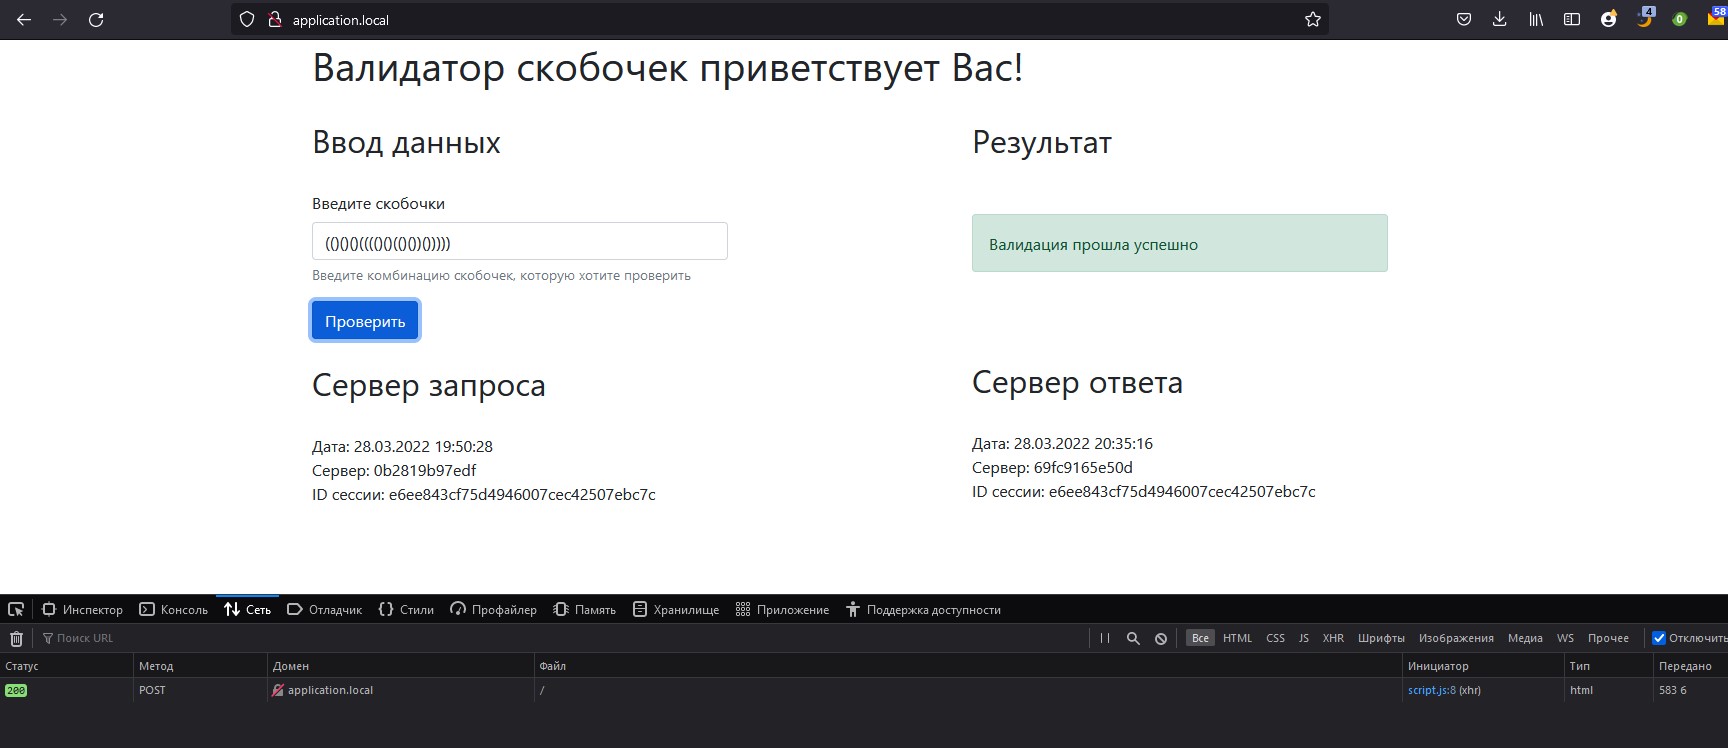 application.local
4
0
58
Валидатор скобочек приветствует Вас!
Ввод данных
Введите скобочки
(()()()(((()()(()())()))))
Введите комбинацию скобочек, которую хотите проверить
Проверить
Результат
Валидация прошла успешно
Сервер запроса
Дата: 28.03.2022 19:50:28
Сервер: 0b2819b97edf
ID сессии: e6ee843cf75d4946007cec42507ebc7c
Сервер ответа
Дата: 28.03.2022 20:35:16
Сервер: 69fc9165e50d
ID сессии: e6ee843cf75d4946007cec42507ebc7c
Инспектор Консоль Сеть Отладчик Стили Профайлер Память Хранилище Приложение Поддержка доступности
Поиск URL Все HTML CSS JS XHR Шрифты Изображения Медиа WS Прочее Отключить
Статус Метод Домен Файл Инициатор Тип Передано
200 POST application.local / script.js:8 (xhr) html 583 б